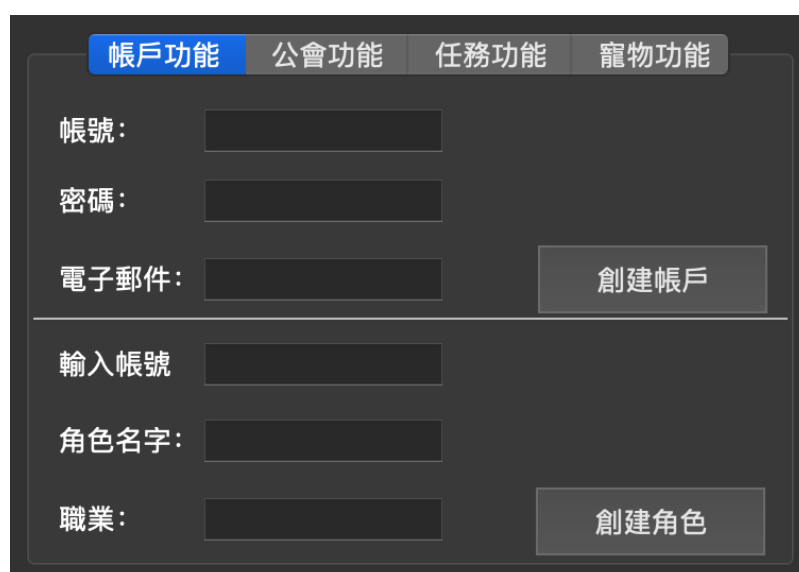 帳戶功能 公會功能 任務功能 寵物功能
帳號：
密碼：
電子郵件： 創建帳戶
輸入帳號
角色名字：
職業： 創建角色